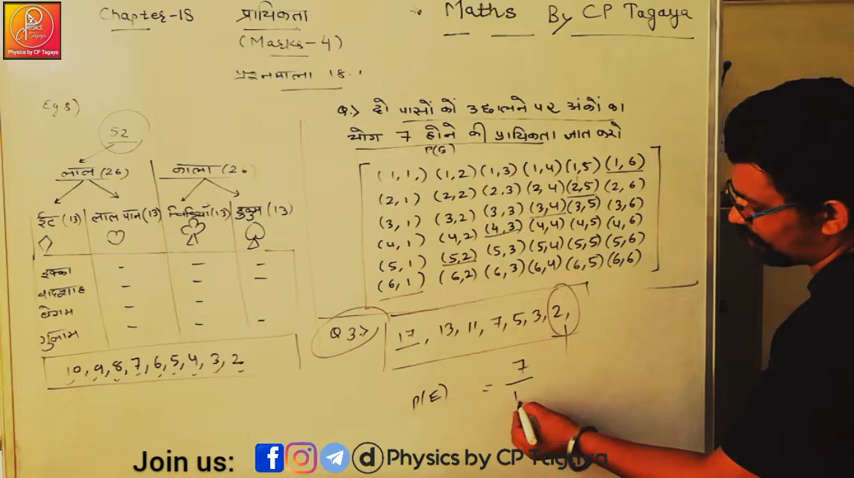 Physics by CP Tagaya
Chapter-18 प्रायिकता Maths By CP Tagaya
(Marks-4)
प्रश्नवाला 18.1
Eg 5)
52
लाल (26) काला (26)
ईट (13) लाल पान (13) चिड़ियाँ (13) हुकुम (13)
इक्का - - -
बादशाह - - -
बेगम - -
गुलाम - - -
10, 9, 8, 7, 6, 5, 4, 3, 2
Q.> दो पासों को उछालने पर अंकों का
योग 7 होने की प्रायिकता ज्ञात करो
P(S)
(1,1,) (1,2) (1,3) (1,4) (1,5) (1,6)
(2,1) (2,2) (2,3) (2,4) (2,5) (2,6)
(3,1) (3,2) (3,3) (3,4) (3,5) (3,6)
(4,1) (4,2) (4,3) (4,4) (4,5) (4,6)
(5,1) (5,2) (5,3) (5,4) (5,5) (5,6)
(6,1) (6,2) (6,3) (6,4) (6,5) (6,6)
Q 3> 17, 13, 11, 7, 5, 3, 2,
P(E) = 7/1
Join us: Physics by CP Tagaya